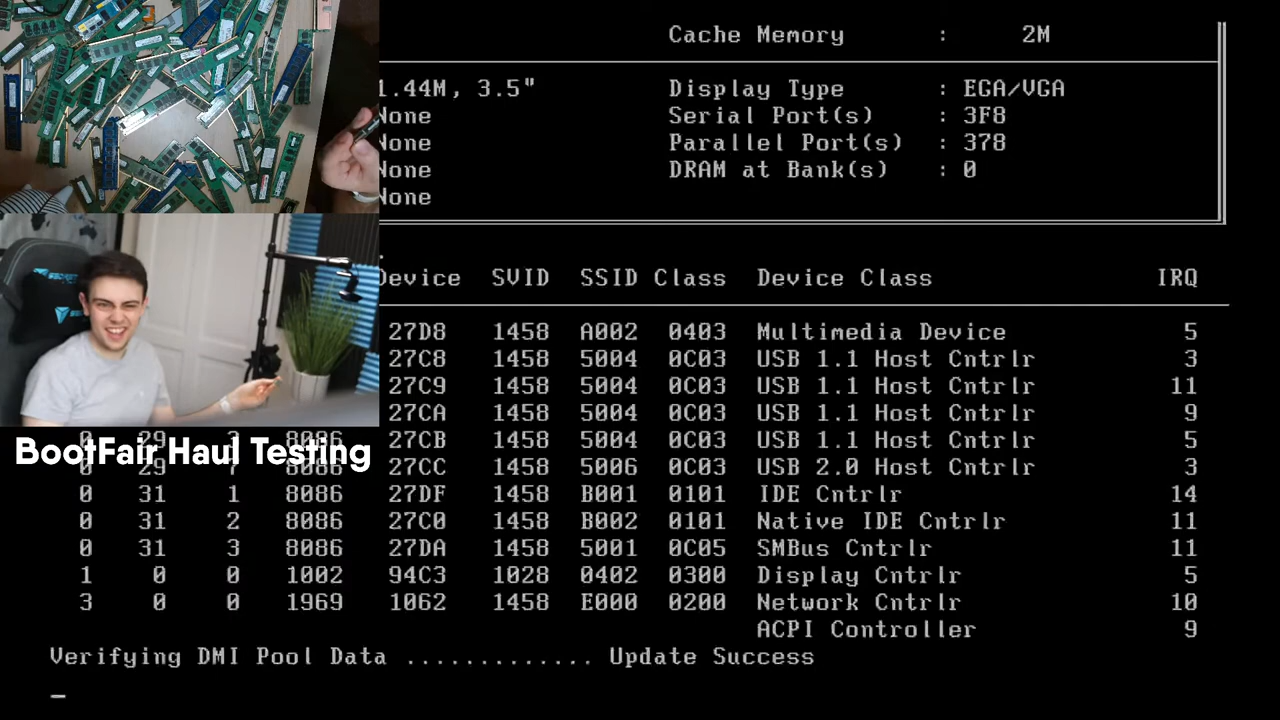 Cache Memory : 2M
1.44M, 3.5" Display Type : EGA/VGA
None Serial Port(s) : 3F8
None Parallel Port(s) : 378
None DRAM at Bank(s) : 0
None
Device SVID SSID Class Device Class IRQ
27D8 1458 A002 0403 Multimedia Device 5
27C8 1458 5004 0C03 USB 1.1 Host Cntrlr 3
27C9 1458 5004 0C03 USB 1.1 Host Cntrlr 11
27CA 1458 5004 0C03 USB 1.1 Host Cntrlr 9
0 29 3 8086 27CB 1458 5004 0C03 USB 1.1 Host Cntrlr 5
BootFair Haul Testing
0 29 7 8086 27CC 1458 5006 0C03 USB 2.0 Host Cntrlr 3
0 31 1 8086 27DF 1458 B001 0101 IDE Cntrlr 14
0 31 2 8086 27C0 1458 B002 0101 Native IDE Cntrlr 11
0 31 3 8086 27DA 1458 5001 0C05 SMBus Cntrlr 11
1 0 0 1002 94C3 1028 0402 0300 Display Cntrlr 5
3 0 0 1969 1062 1458 E000 0200 Network Cntrlr 10
ACPI Controller 9
Verifying DMI Pool Data ............. Update Success